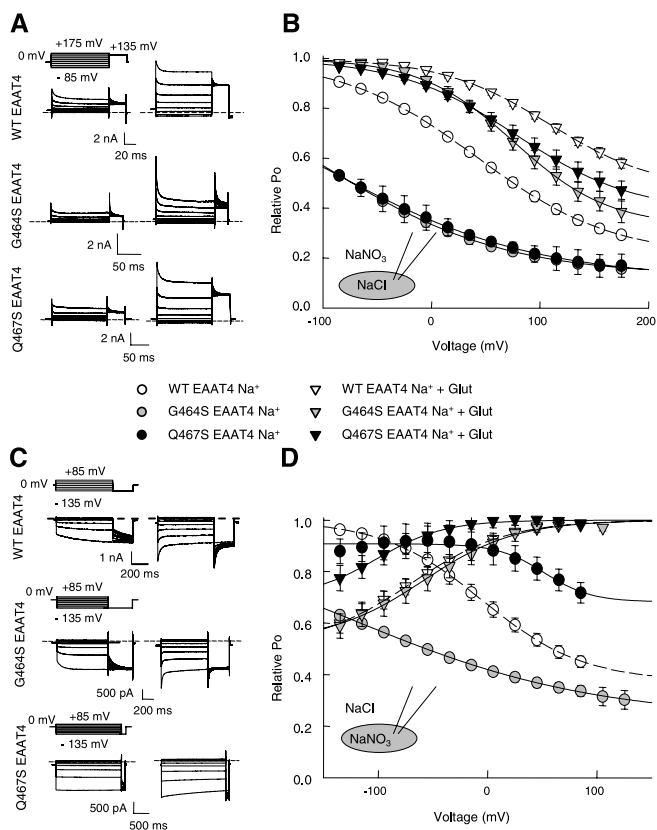 A
+175 mV
+135 mV
0 mV
- 85 mV
WT EAAT4
2 nA
20 ms
G464S EAAT4
2 nA
50 ms
Q467S EAAT4
2 nA
50 ms
B
1.0
0.8
0.6
0.4
0.2
0.0
Relative Po
NaNO3
NaCl
-100
0
100
200
Voltage (mV)
WT EAAT4 Na+
WT EAAT4 Na+ + Glut
G464S EAAT4 Na+
G464S EAAT4 Na+ + Glut
Q467S EAAT4 Na+
Q467S EAAT4 Na+ + Glut
C
+85 mV
0 mV
- 135 mV
WT EAAT4
1 nA
200 ms
+85 mV
0 mV
- 135 mV
G464S EAAT4
500 pA
200 ms
+85 mV
0 mV
- 135 mV
Q467S EAAT4
500 pA
500 ms
D
1.0
0.8
0.6
0.4
0.2
0.0
Relative Po
NaCl
NaNO3
-100
0
100
Voltage (mV)